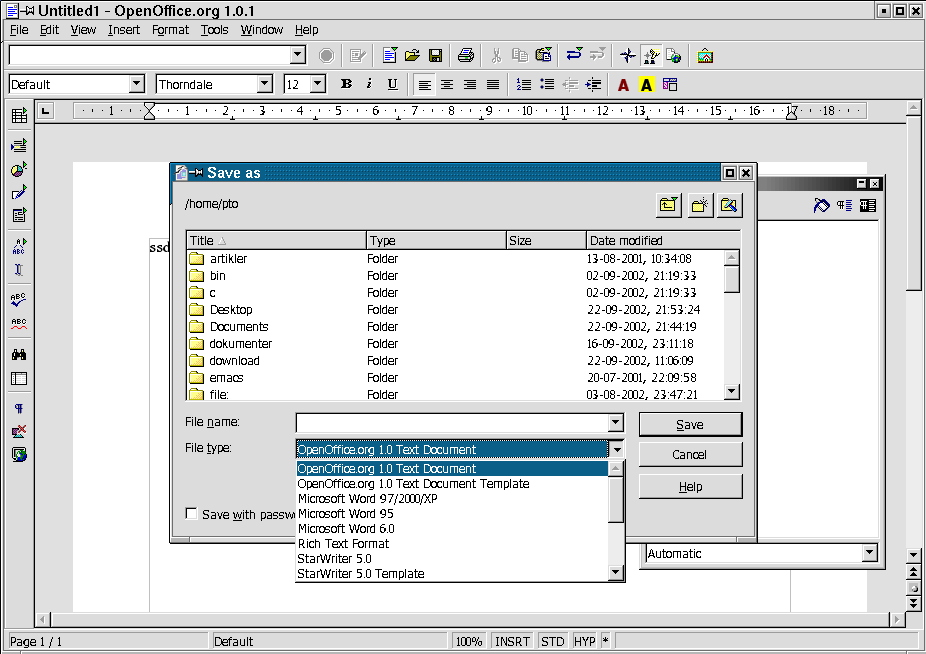 Untitled1 - OpenOffice.org 1.0.1
File Edit View Insert Format Tools Window Help
Default Thorndale 12 B i U A A
1 1 2 3 4 5 6 7 8 9 10 11 12 13 14 15 16 17 18
ssd
Save as
/home/pto
Title Type Size Date modified
artikler Folder 13-08-2001, 10:34:08
bin Folder 02-09-2002, 21:19:33
c Folder 02-09-2002, 21:19:33
Desktop Folder 22-09-2002, 21:53:24
Documents Folder 22-09-2002, 21:44:19
dokumenter Folder 16-09-2002, 23:11:18
download Folder 22-09-2002, 11:06:09
emacs Folder 20-07-2001, 22:09:58
file: Folder 03-08-2002, 23:47:21
File name: Save
File type: OpenOffice.org 1.0 Text Document Cancel
OpenOffice.org 1.0 Text Document
OpenOffice.org 1.0 Text Document Template Help
Microsoft Word 97/2000/XP
Microsoft Word 95
Save with passw
Microsoft Word 6.0
Rich Text Format
StarWriter 5.0 Automatic
StarWriter 5.0 Template
Page 1 / 1 Default 100% INSRT STD HYP *
ABC
ABC
ABC